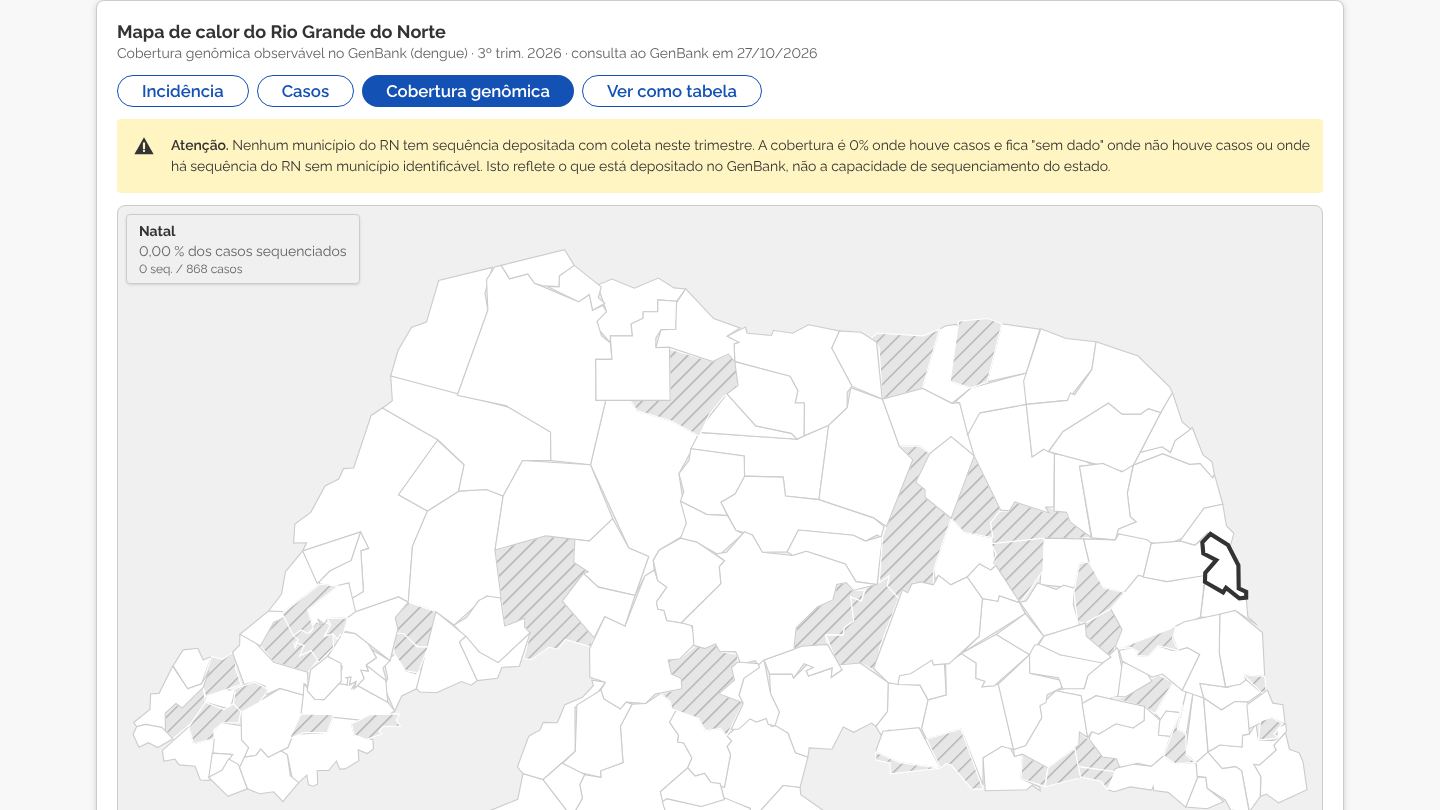 Mapa de calor do Rio Grande do Norte
Cobertura genômica observável no GenBank (dengue) · 3º trim. 2026 · consulta ao GenBank em 27/10/2026
Incidência
Casos
Cobertura genômica
Ver como tabela
Atenção. Nenhum município do RN tem sequência depositada com coleta neste trimestre. A cobertura é 0% onde houve casos e fica "sem dado" onde não houve casos ou onde
há sequência do RN sem município identificável. Isto reflete o que está depositado no GenBank, não a capacidade de sequenciamento do estado.
Natal
0,00 % dos casos sequenciados
0 seq. / 868 casos